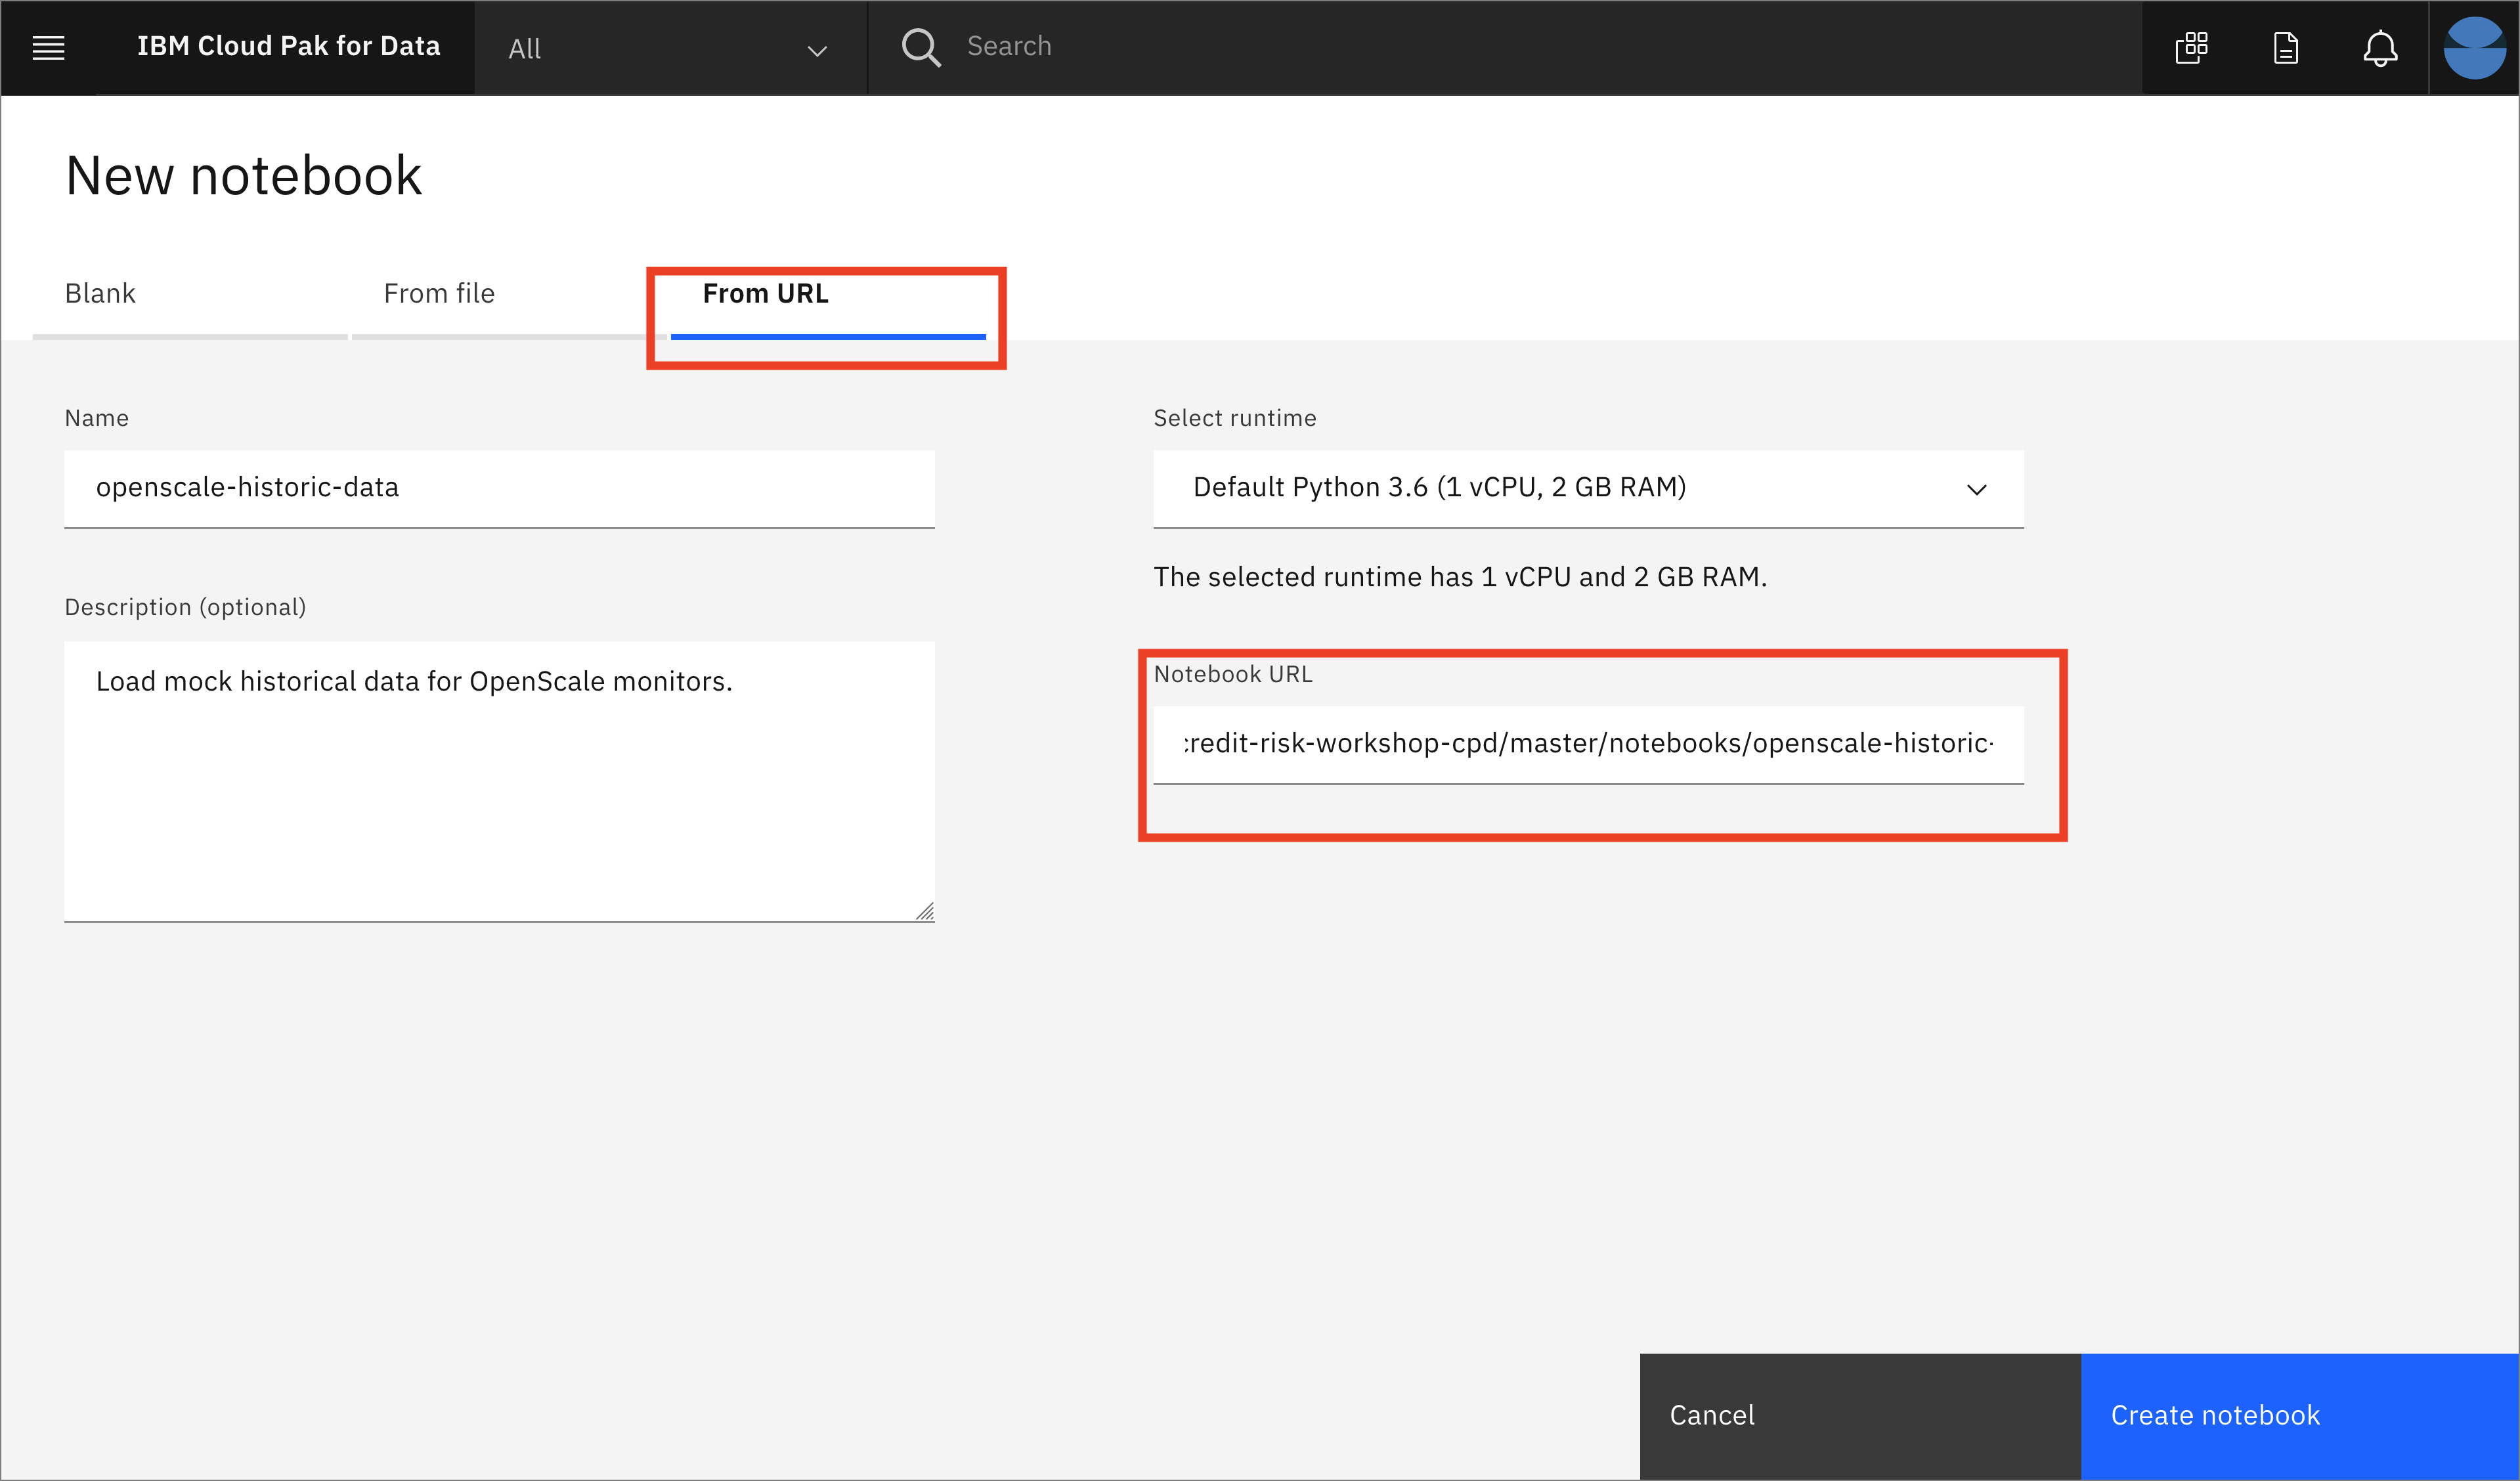 IBM Cloud Pak for Data
All
Search
New notebook
Blank
From file
From URL
Name
openscale-historic-data
Description (optional)
Load mock historical data for OpenScale monitors.
Select runtime
Default Python 3.6 (1 vCPU, 2 GB RAM)
The selected runtime has 1 vCPU and 2 GB RAM.
Notebook URL
credit-risk-workshop-cpd/master/notebooks/openscale-historic-
Cancel
Create notebook